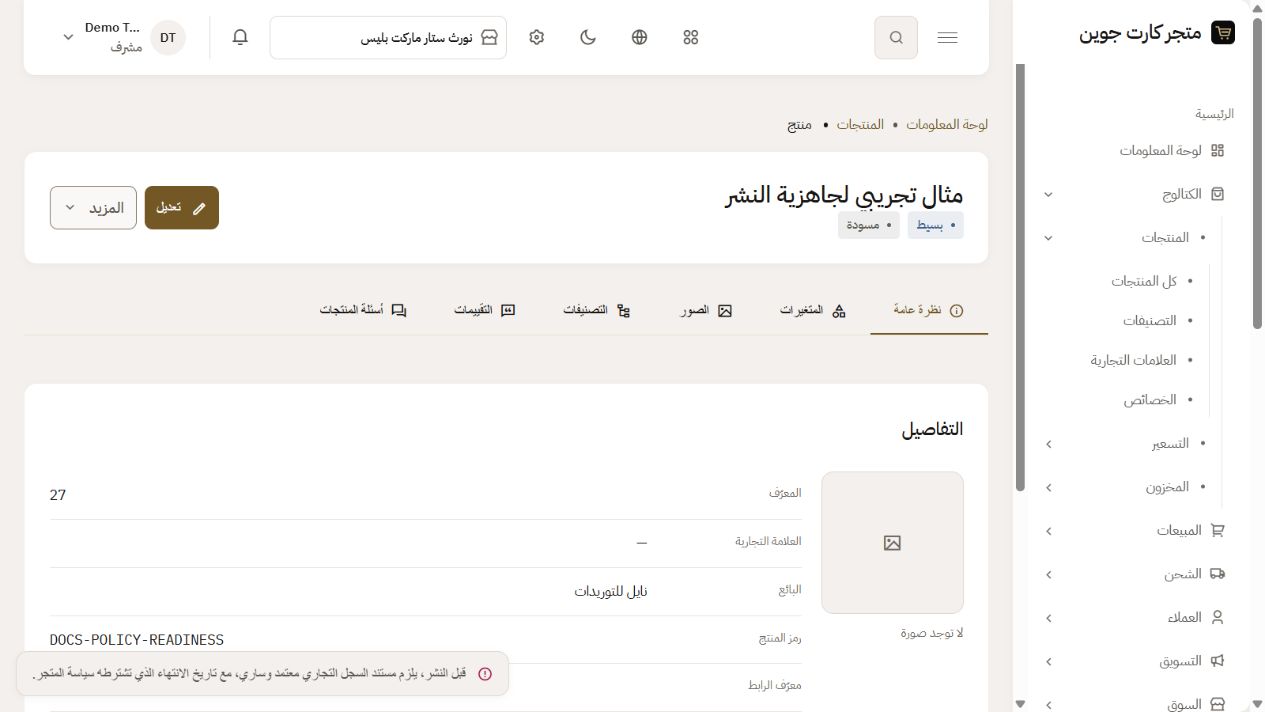 متجر كارت جوين
الرئيسية
لوحة المعلومات
الكتالوج
المنتجات
كل المنتجات
التصنيفات
العلامات التجارية
الخصائص
التسعير
المخزون
المبيعات
الشحن
العملاء
التسويق
السوق
نورث ستار ماركت بليس
DT
Demo T...
مشرف
لوحة المعلومات • المنتجات • منتج
مثال تجريبي لجاهزية النشر
• بسيط • مسودة
تعديل
المزيد
نظرة عامة
المتغيرات
الصور
التصنيفات
التقييمات
أسئلة المنتجات
التفاصيل
لا توجد صورة
المعرّف 27
العلامة التجارية —
البائع نايل للتوريدات
رمز المنتج DOCS-POLICY-READINESS
معرّف الرابط
قبل النشر، يلزم مستند السجل التجاري معتمد وساري، مع تاريخ الانتهاء الذي تشترطه سياسة المتجر.